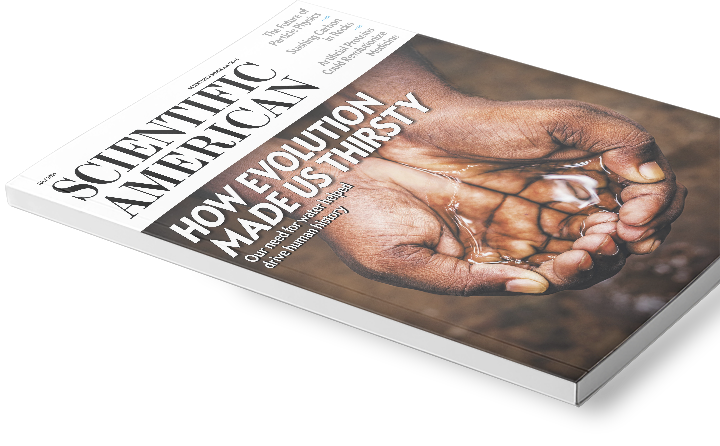 The Future of
Particle Physics
Sucking Carbon
in Rocks
Artificial Proteins
Could Revolutionize
Medicine
SCIENTIFIC
AMERICAN
HOW EVOLUTION
MADE US THIRSTY
Our need for water helped
drive human history